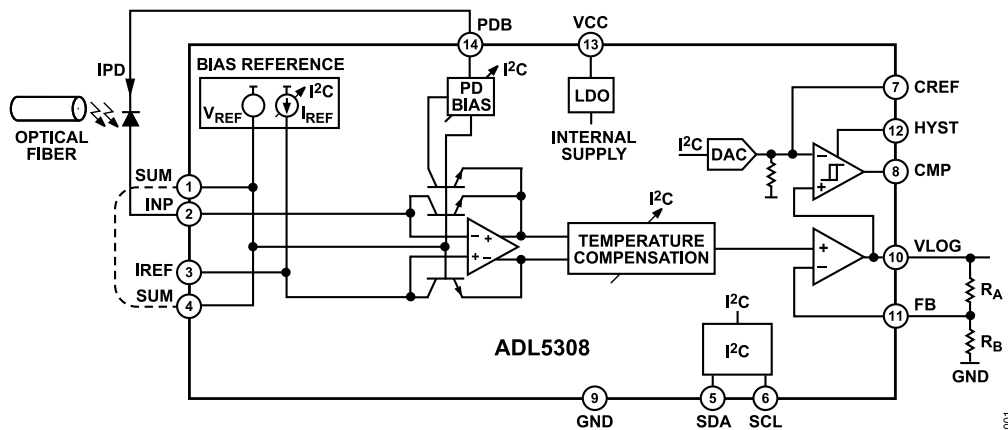 PDB
14
VCC
13
IPD
BIAS REFERENCE
I²C
VREF
IREF
I²C
PD
BIAS
LDO
INTERNAL
SUPPLY
OPTICAL
FIBER
7
CREF
12
HYST
I²C
DAC
−
+
8
CMP
SUM
1
INP
2
IREF
3
SUM
4
− +
+ −
I²C
TEMPERATURE
COMPENSATION
+
−
10
VLOG
RA
11
FB
RB
GND
ADL5308
I²C
I²C
9
GND
5
SDA
6
SCL
001